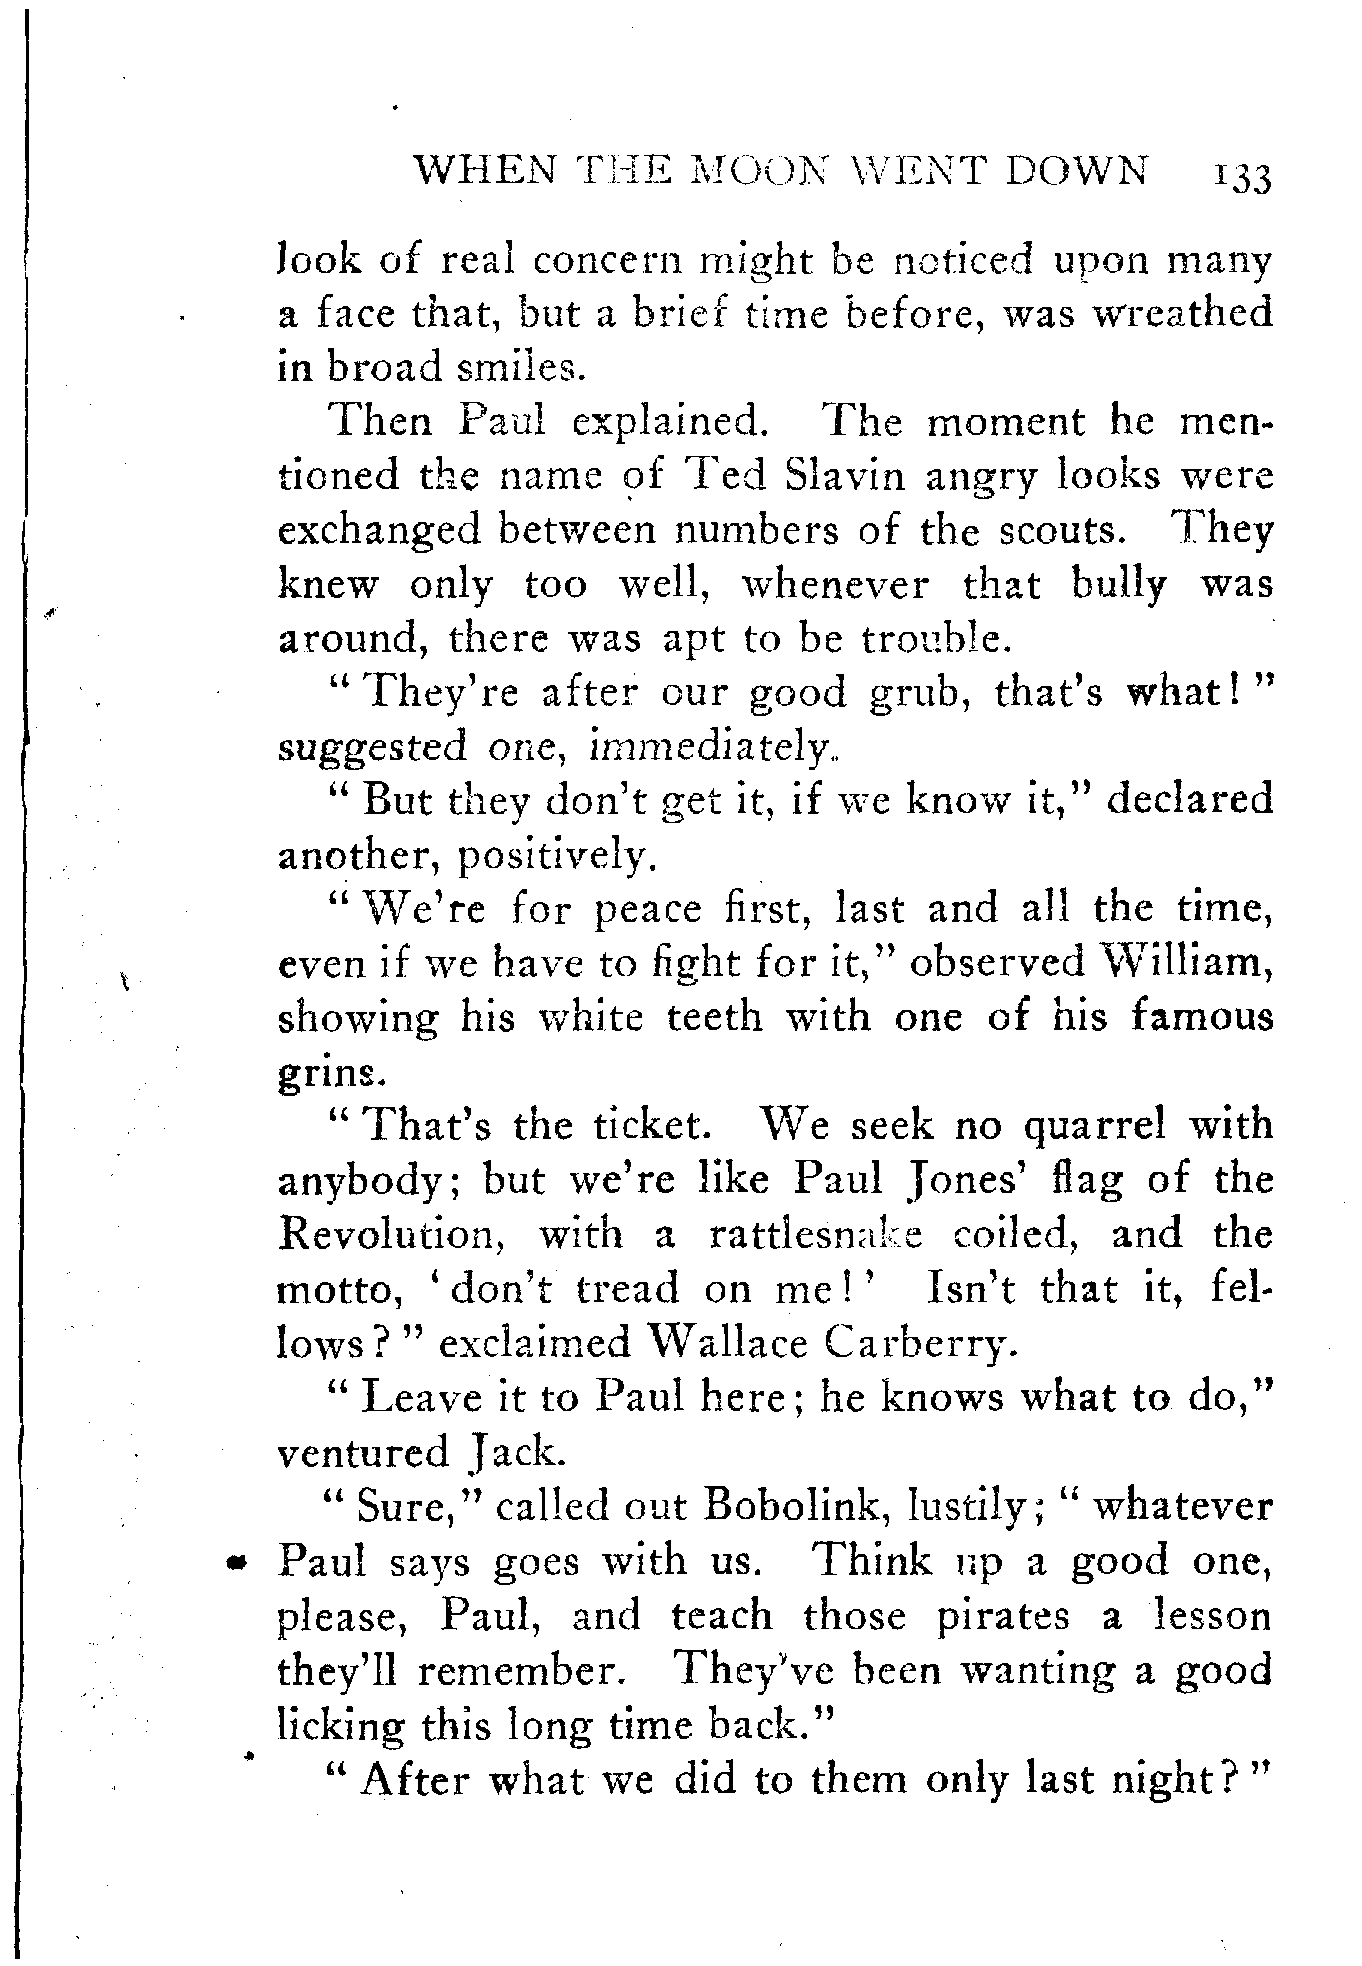 WHEN THE MOON WENT DOWN 133
look of real concern might be noticed upon many
a face that, but a brief time before, was wreathed
in broad smiles.
Then Paul explained. The moment he men-
tioned the name of Ted Slavin angry looks were
exchanged between numbers of the scouts. They
knew only too well, whenever that bully was
around, there was apt to be trouble.
" They're after our good grub, that's what! "
suggested one, immediately.
" But they don't get it, if we know it," declared
another, positively.
" We're for peace first, last and all the time,
even if we have to fight for it," observed William,
showing his white teeth with one of his famous
grins.
" That's the ticket. We seek no quarrel with
anybody; but we're like Paul Jones' flag of the
Revolution, with a rattlesnake coiled, and the
motto, ' don't tread on me! ' Isn't that it, fel-
lows? " exclaimed Wallace Carberry.
" Leave it to Paul here; he knows what to do,"
ventured Jack.
" Sure," called out Bobolink, lustily; " whatever
Paul says goes with us. Think up a good one,
please, Paul, and teach those pirates a lesson
they'll remember. They've been wanting a good
licking this long time back."
" After what we did to them only last night? "